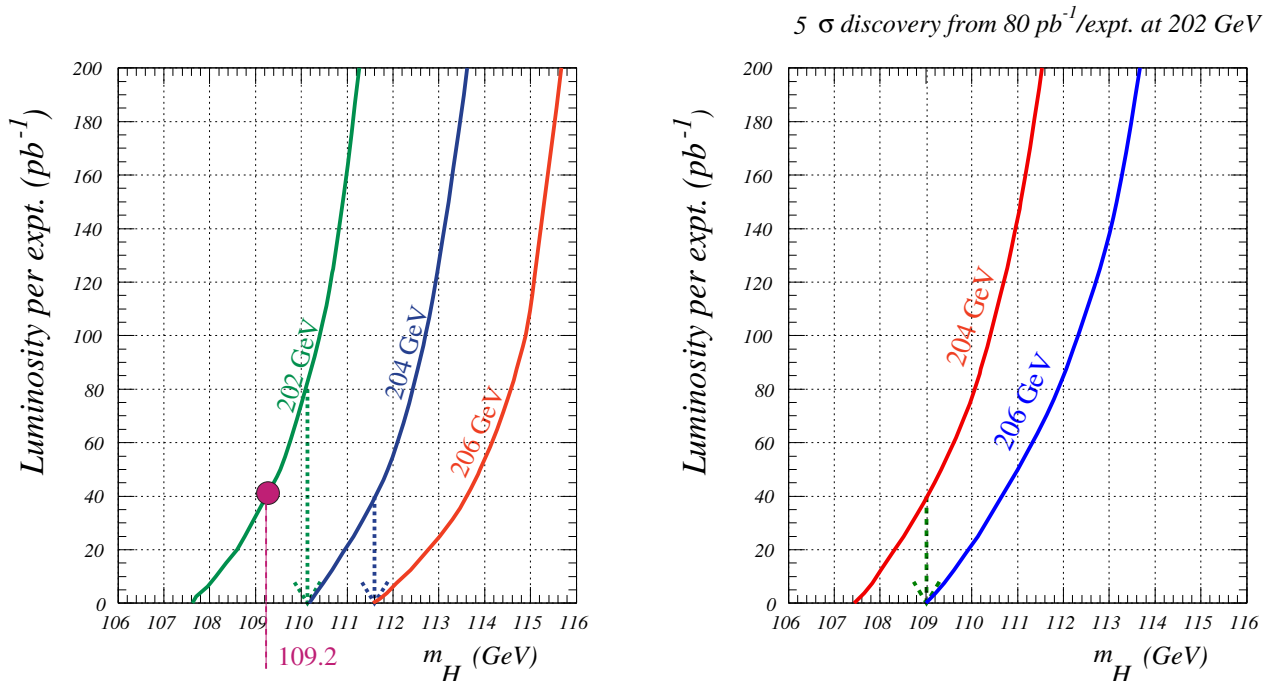 5 σ discovery from 80 pb-1/expt. at 202 GeV
Luminosity per expt. (pb-1)
200
180
160
140
120
100
80
60
40
20
0
202 GeV
204 GeV
206 GeV
106 107 108 109 110 111 112 113 114 115 116
109.2
mH (GeV)
Luminosity per expt. (pb-1)
200
180
160
140
120
100
80
60
40
20
0
204 GeV
206 GeV
106 107 108 109 110 111 112 113 114 115 116
mH (GeV)